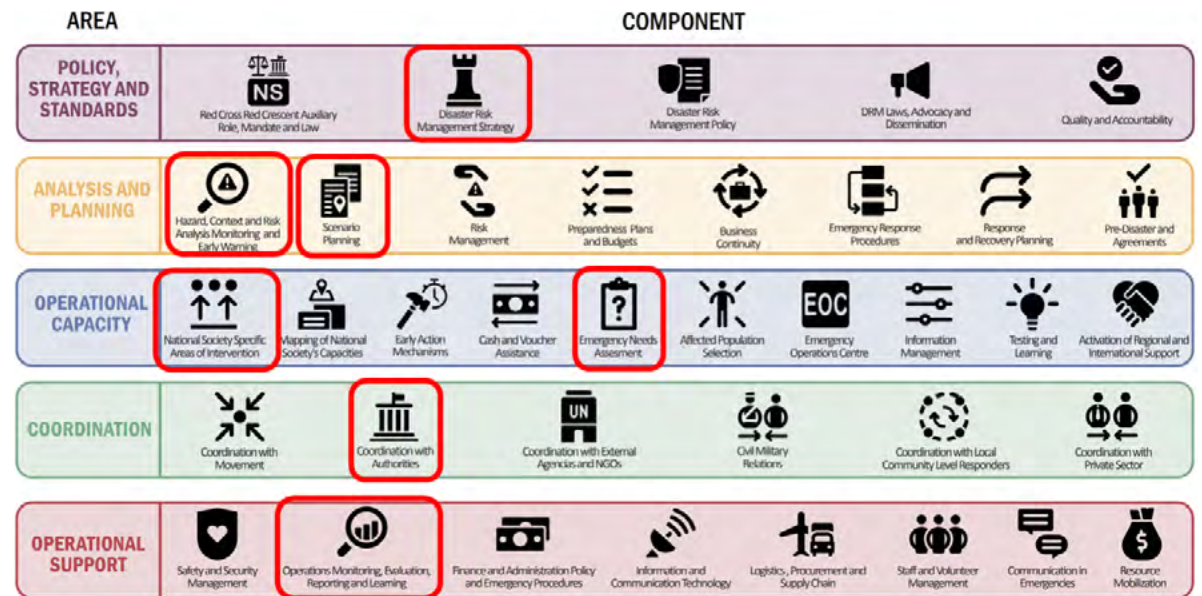 AREA
COMPONENT
POLICY,
STRATEGY AND
STANDARDS
NS
Red Cross Red Crescent Auxiliary
Role, Mandate and Law
Disaster Risk
Management Strategy
Disaster Risk
Management Policy
DRM Laws, Advocacy and
Dissemination
Quality and Accountability
ANALYSIS AND
PLANNING
Hazard, Context and Risk
Analysis Monitoring and
Early Warning
Scenario
Planning
Risk
Management
Preparedness Plans
and Budgets
Business
Continuity
Emergency Response
Procedures
Response
and Recovery Planning
Pre-Disaster and
Agreements
OPERATIONAL
CAPACITY
National Society Specific
Areas of Intervention
Mapping of National
Society's Capacities
Early Action
Mechanisms
Cash and Voucher
Assistance
?
Emergency Needs
Assesment
Affected Population
Selection
EOC
Emergency
Operations Centre
Information
Management
Testing and
Learning
Activation of Regional and
International Support
COORDINATION
Coordination with
Movement
Coordination with
Authorities
UN
Coordination with External
Agencias and NGOs
Civil Military
Relations
Coordination with Local
Community Level Responders
Coordination with
Private Sector
OPERATIONAL
SUPPORT
Safety and Security
Management
Operations Monitoring, Evaluation,
Reporting and Learning
Finance and Administration Policy
and Emergency Procedures
Information and
Communication Technology
Logistics, Procurement and
Supply Chain
Staff and Volunteer
Management
Communication in
Emergencies
$
Resource
Mobilization